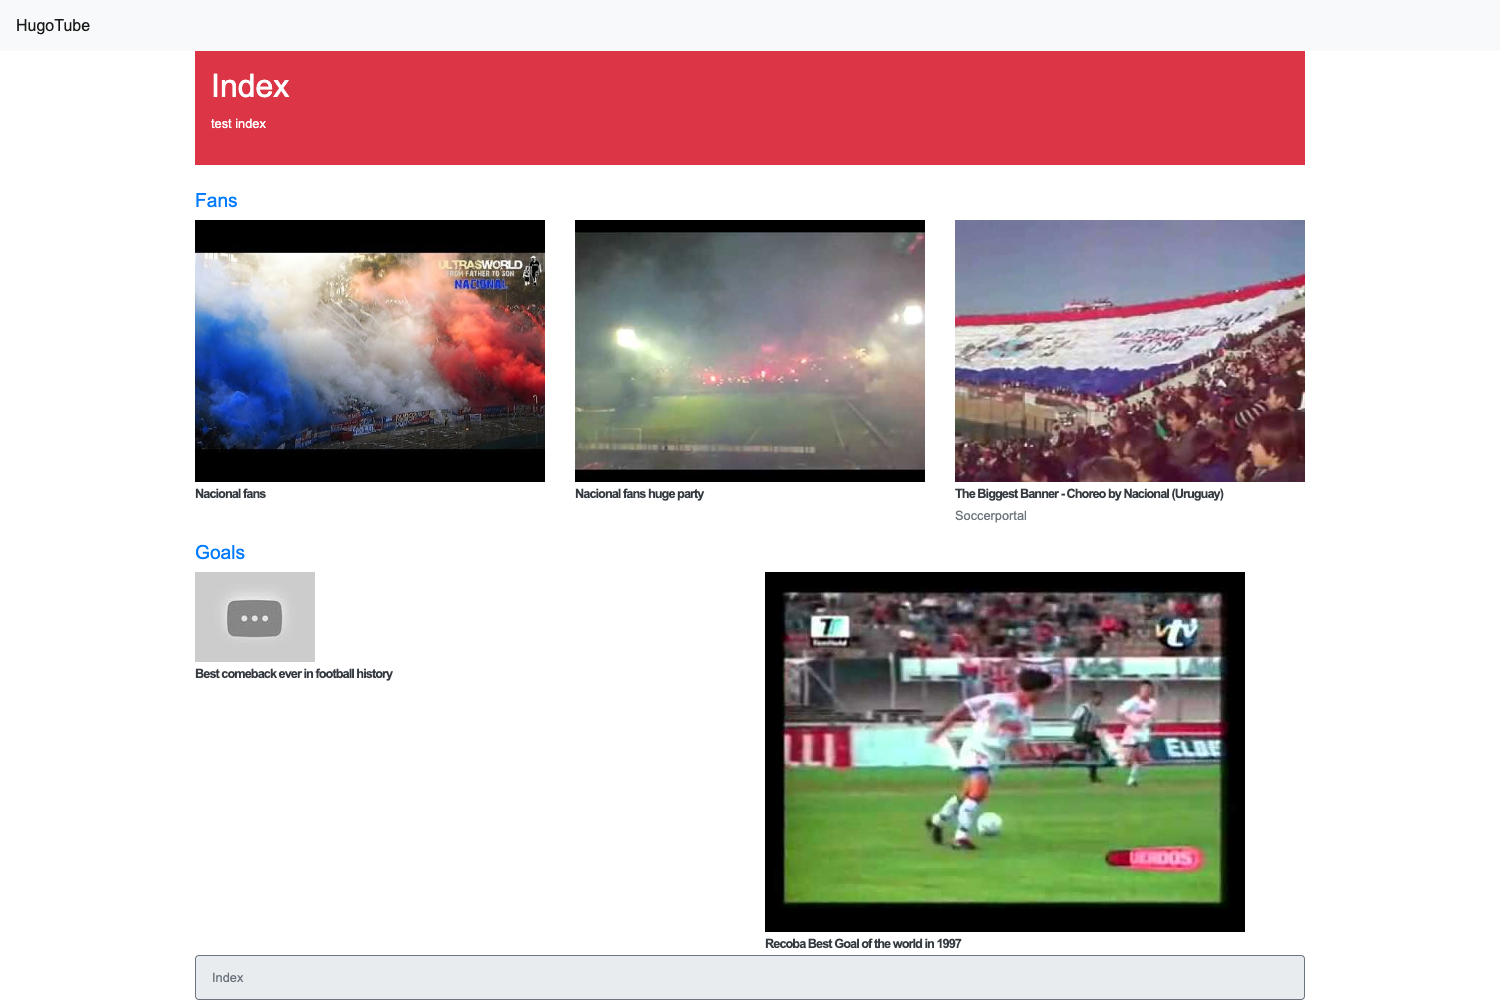 HugoTube
Index
test index
Fans
ULTRASWORLD
FROM FATHER TO SON
NACIONAL
Nacional fans
Nacional fans huge party
The Biggest Banner - Choreo by Nacional (Uruguay)
Soccerportal
Goals
Best comeback ever in football history
vtv
Recoba Best Goal of the world in 1997
Index